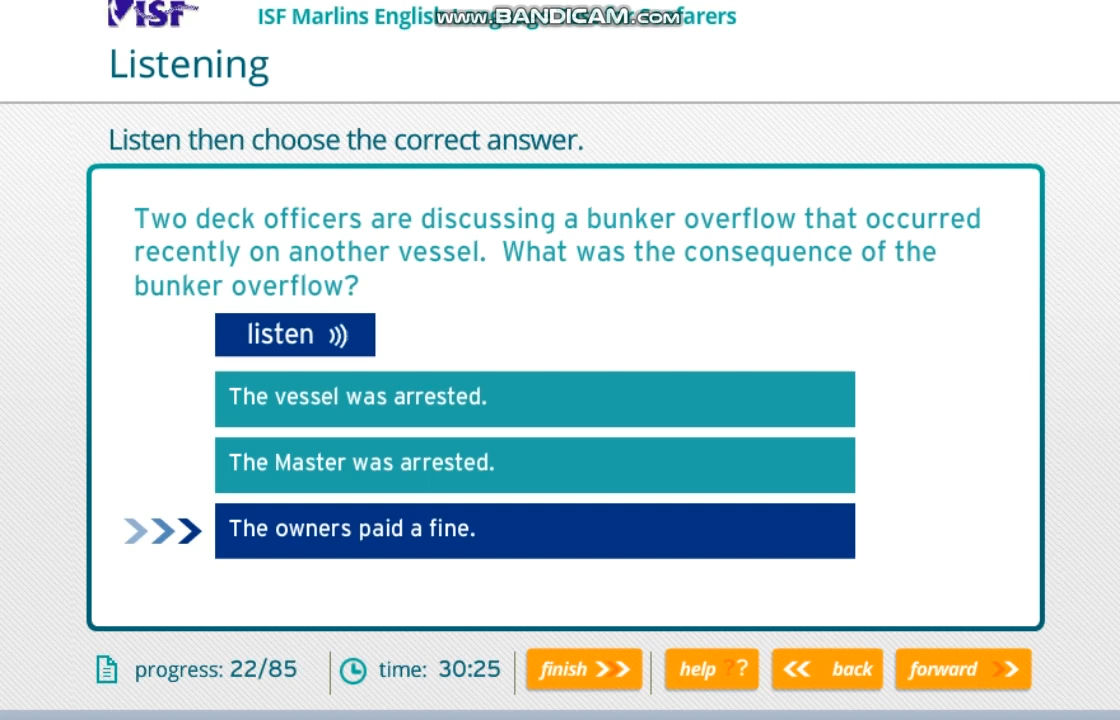 ISF
ISF Marlins English farers
www.BANDICAM.com
Listening
Listen then choose the correct answer.
Two deck officers are discussing a bunker overflow that occurred
recently on another vessel. What was the consequence of the
bunker overflow?
listen
The vessel was arrested.
The Master was arrested.
The owners paid a fine.
progress: 22/85
time: 30:25
finish
help ??
back
forward